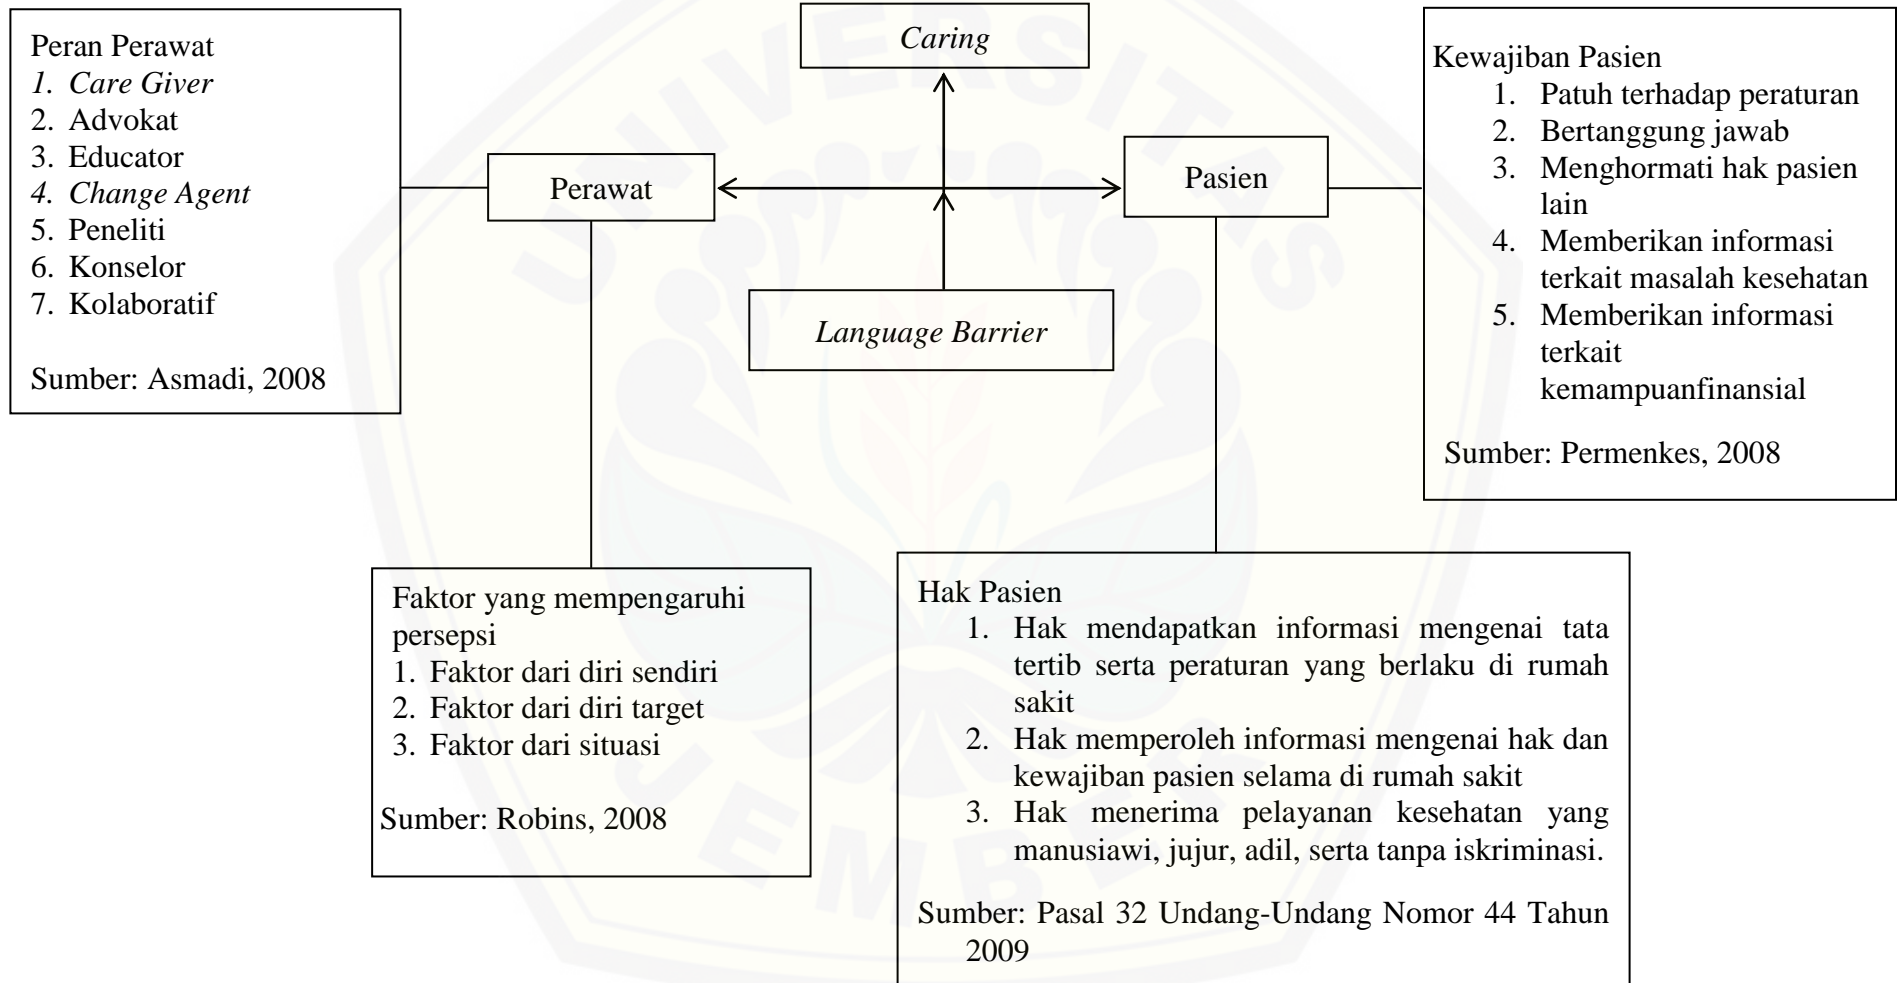 Peran Perawat
1. Care Giver
2. Advokat
3. Educator
4. Change Agent
5. Peneliti
6. Konselor
7. Kolaboratif
Sumber: Asmadi, 2008
Caring
Perawat
Pasien
Language Barrier
Kewajiban Pasien
1. Patuh terhadap peraturan
2. Bertanggung jawab
3. Menghormati hak pasien
lain
4. Memberikan informasi
terkait masalah kesehatan
5. Memberikan informasi
terkait
kemampuanfinansial
Sumber: Permenkes, 2008
Faktor yang mempengaruhi
persepsi
1. Faktor dari diri sendiri
2. Faktor dari diri target
3. Faktor dari situasi
Sumber: Robins, 2008
Hak Pasien
1. Hak mendapatkan informasi mengenai tata
tertib serta peraturan yang berlaku di rumah
sakit
2. Hak memperoleh informasi mengenai hak dan
kewajiban pasien selama di rumah sakit
3. Hak menerima pelayanan kesehatan yang
manusiawi, jujur, adil, serta tanpa iskriminasi.
Sumber: Pasal 32 Undang-Undang Nomor 44 Tahun
2009
UNIVERSITAS
JEMBER